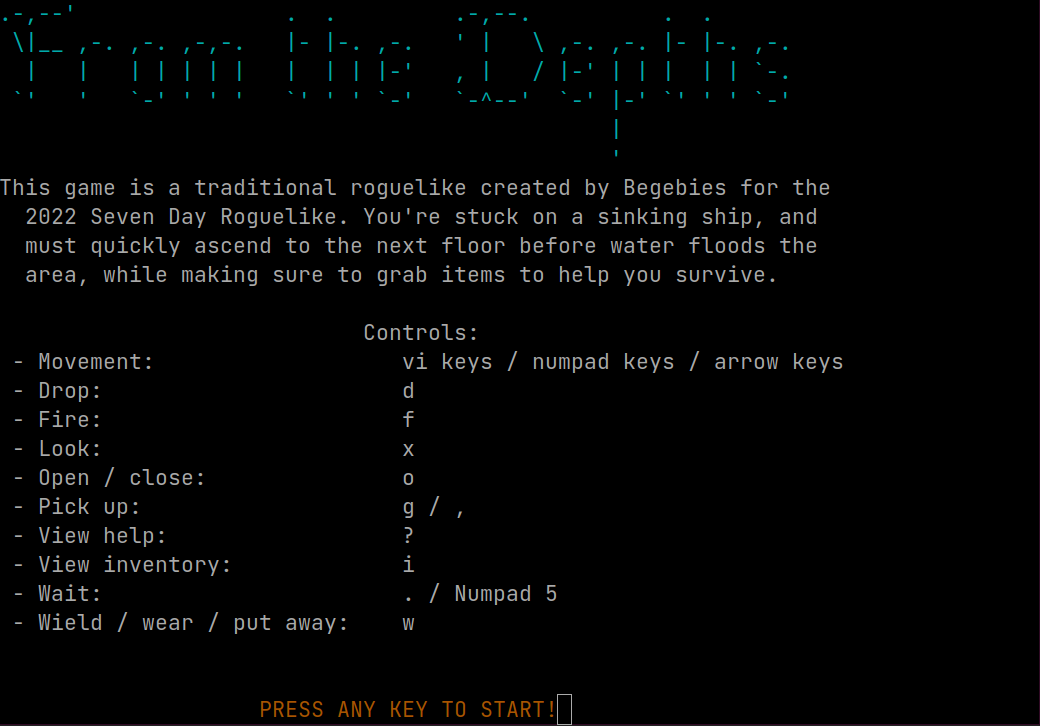 From the Depths
This game is a traditional roguelike created by Begebies for the
2022 Seven Day Roguelike. You're stuck on a sinking ship, and
must quickly ascend to the next floor before water floods the
area, while making sure to grab items to help you survive.
Controls:
- Movement: vi keys / numpad keys / arrow keys
- Drop: d
- Fire: f
- Look: x
- Open / close: o
- Pick up: g / ,
- View help: ?
- View inventory: i
- Wait: . / Numpad 5
- Wield / wear / put away: w
PRESS ANY KEY TO START!